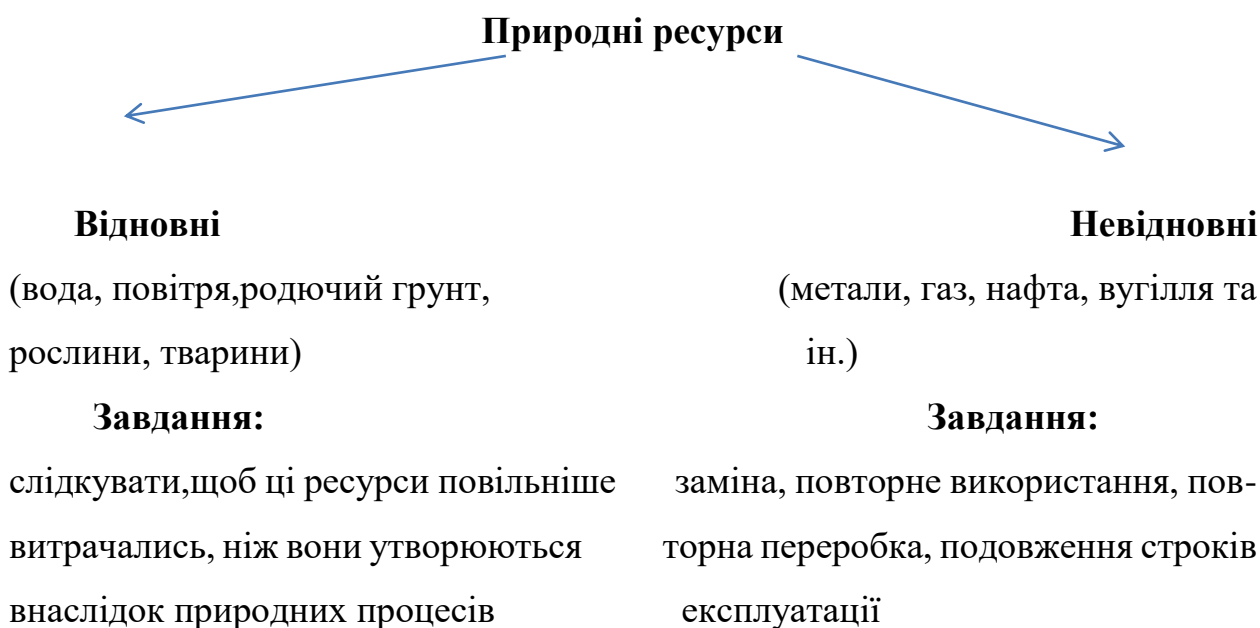 Природні ресурси
Відновні
(вода, повітря,родючий грунт,
рослини, тварини)
Завдання:
слідкувати,щоб ці ресурси повільніше
витрачались, ніж вони утворюються
внаслідок природних процесів
Невідновні
(метали, газ, нафта, вугілля та
ін.)
Завдання:
заміна, повторне використання, пов-
торна переробка, подовження строків
експлуатації